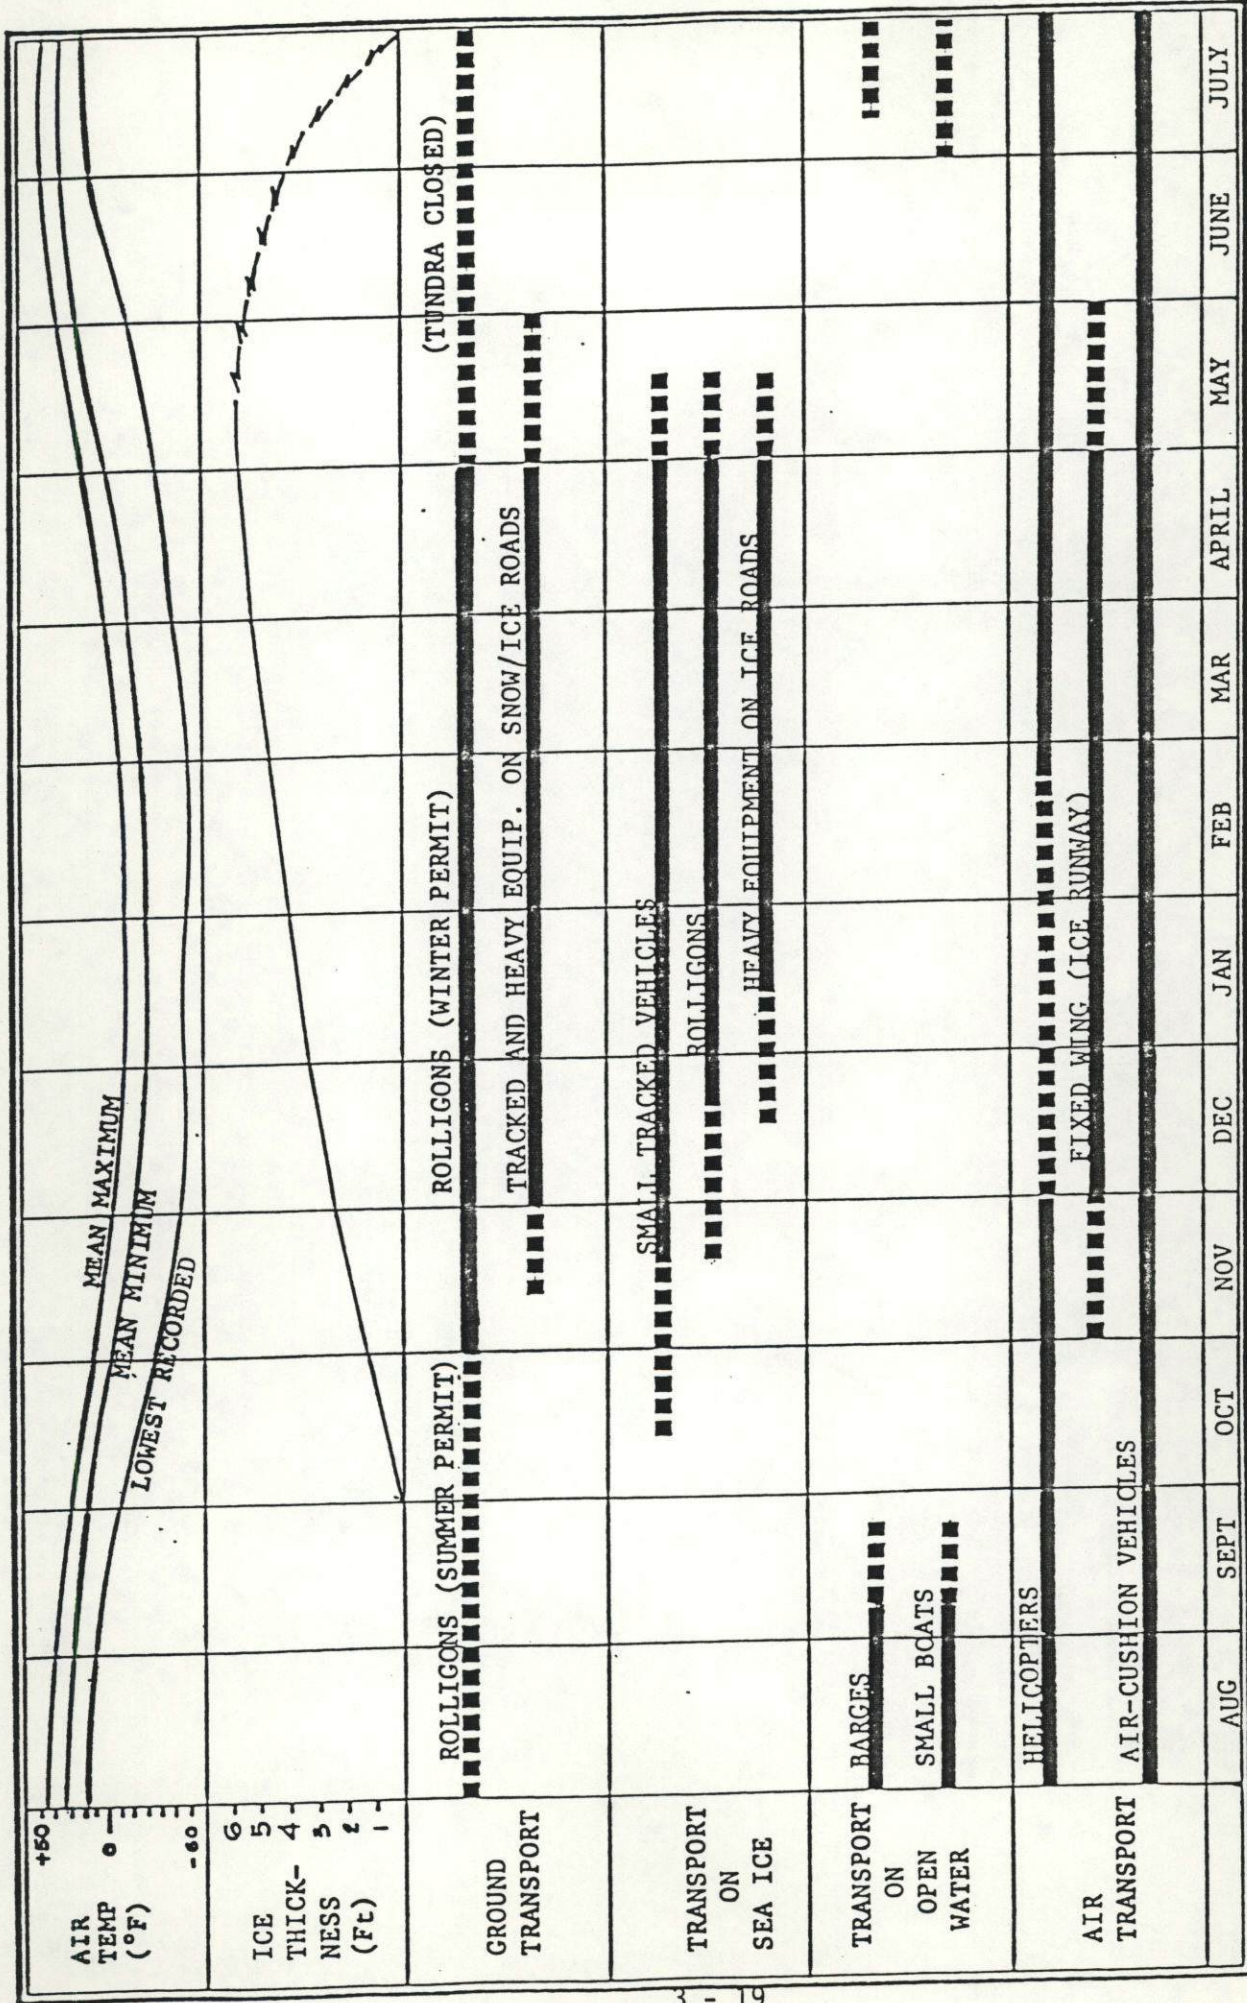 AIR
TEMP
(°F)
+50
0
-60
MEAN MAXIMUM
MEAN MINIMUM
LOWEST RECORDED
ICE
THICK-
NESS
(Ft)
6
5
4
3
2
1
GROUND
TRANSPORT
ROLLIGONS (SUMMER PERMIT)
ROLLIGONS (WINTER PERMIT)
(TUNDRA CLOSED)
TRACKED AND HEAVY EQUIP. ON SNOW/ICE ROADS
TRANSPORT
ON
SEA ICE
SMALL TRACKED VEHICLES
ROLLIGONS
HEAVY EQUIPMENT ON ICE ROADS
TRANSPORT
ON
OPEN
WATER
BARGES
SMALL BOATS
AIR
TRANSPORT
HELICOPTERS
FIXED WING (ICE RUNWAY)
AIR-CUSHION VEHICLES
AUG
SEPT
OCT
NOV
DEC
JAN
FEB
MAR
APRIL
MAY
JUNE
JULY
3 - 19